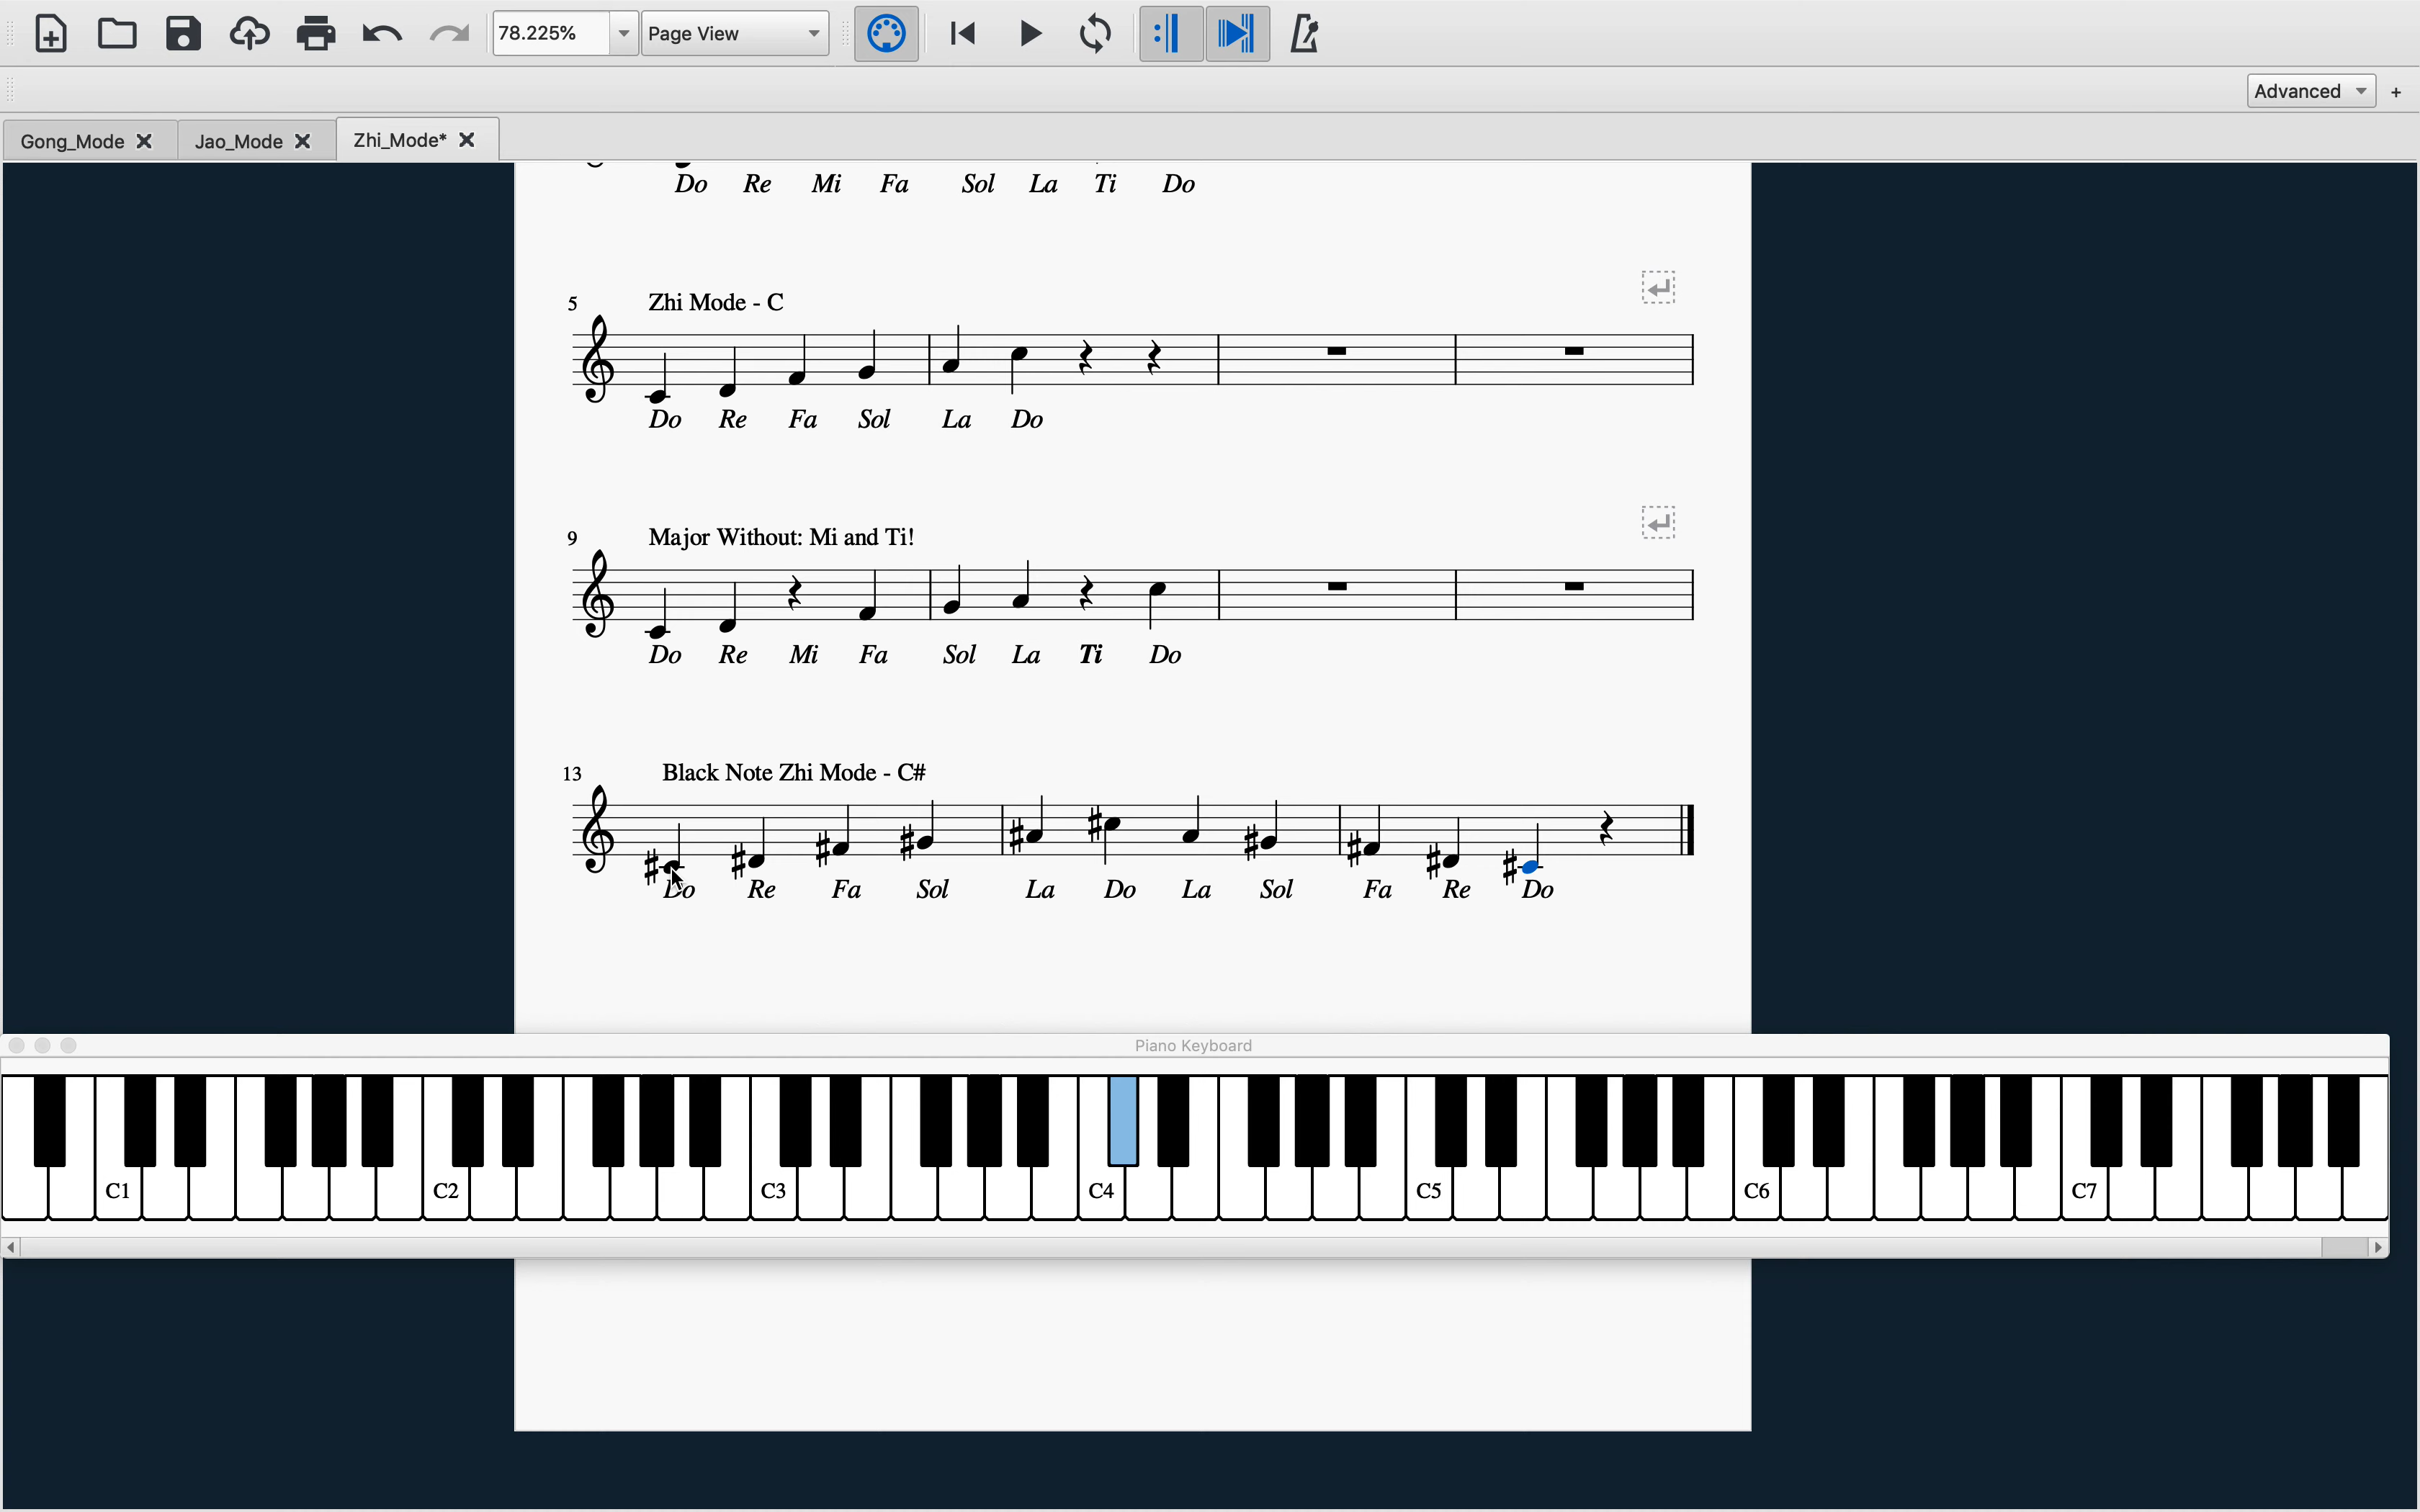 78.225%
Page View
Advanced
+
Gong_Mode
Jao_Mode
Zhi_Mode*
Do Re Mi Fa Sol La Ti Do
5
Zhi Mode - C
Do Re Fa Sol La Do
9
Major Without: Mi and Ti!
Do Re Mi Fa Sol La Ti Do
13
Black Note Zhi Mode - C#
Do Re Fa Sol La Do La Sol Fa Re Do
Piano Keyboard
C1 C2 C3 C4 C5 C6 C7